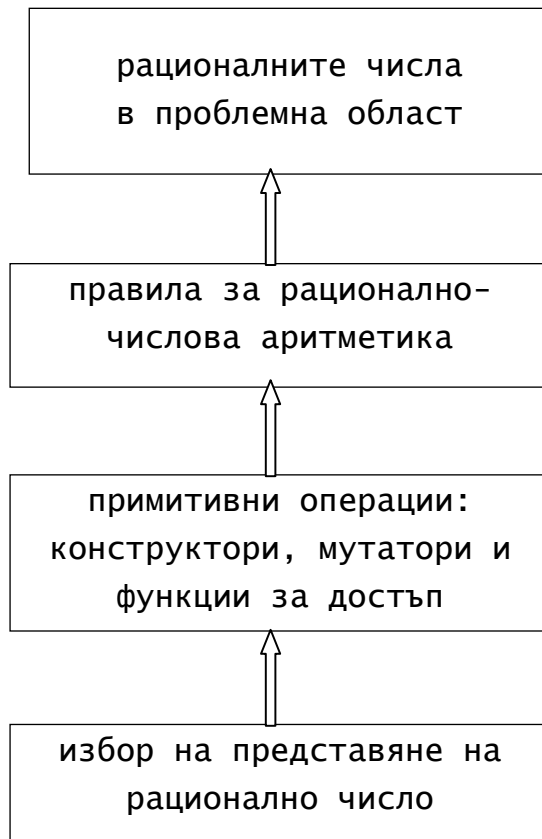 рационалните числа
в проблемна област
правила за рационално-
числова аритметика
примитивни операции:
конструктори, мутатори и
функции за достъп
избор на представяне на
рационално число